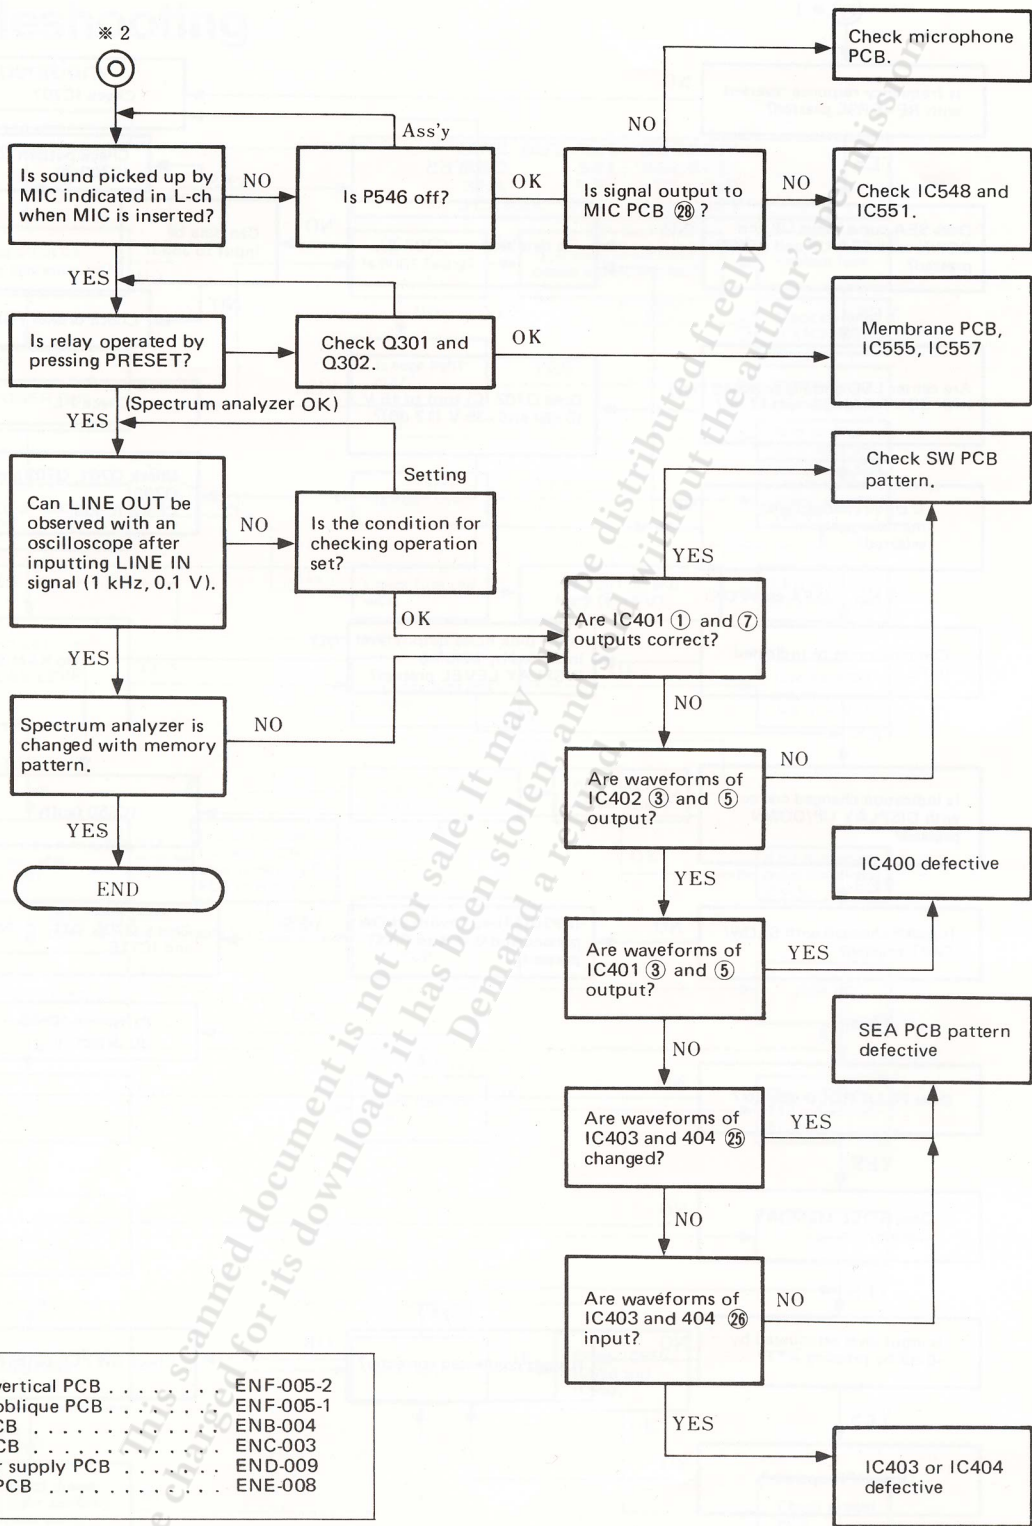 ※ 2
Check microphone
PCB.
Ass'y
NO
Is sound picked up by
MIC indicated in L-ch
when MIC is inserted?
NO
Is P546 off?
OK
Is signal output to
MIC PCB ㉘ ?
NO
Check IC548 and
IC551.
YES
Is relay operated by
pressing PRESET?
Check Q301 and
Q302.
OK
Membrane PCB,
IC555, IC557
(Spectrum analyzer OK)
YES
Setting
Check SW PCB
pattern.
Can LINE OUT be
observed with an
oscilloscope after
inputting LINE IN
signal (1 kHz, 0.1 V).
NO
Is the condition for
checking operation
set?
YES
OK
Are IC401 ① and ⑦
outputs correct?
YES
NO
Spectrum analyzer is
changed with memory
pattern.
NO
Are waveforms of
IC402 ③ and ⑤
output?
NO
YES
END
YES
IC400 defective
Are waveforms of
IC401 ③ and ⑤
output?
YES
NO
SEA PCB pattern
defective
Are waveforms of
IC403 and 404 ㉕
changed?
YES
NO
Are waveforms of
IC403 and 404 ㉖
input?
NO
YES
IC403 or IC404
defective
vertical PCB . . . . . . . . ENF-005-2
oblique PCB . . . . . . . . ENF-005-1
CB . . . . . . . . . . . . ENB-004
CB . . . . . . . . . . . . ENC-003
r supply PCB . . . . . . . END-009
PCB . . . . . . . . . . . . ENE-008
This scanned document is not for sale. It may only be distributed freely
e charged for its download, it has been stolen, and sold without the author's permission
Demand a refund.